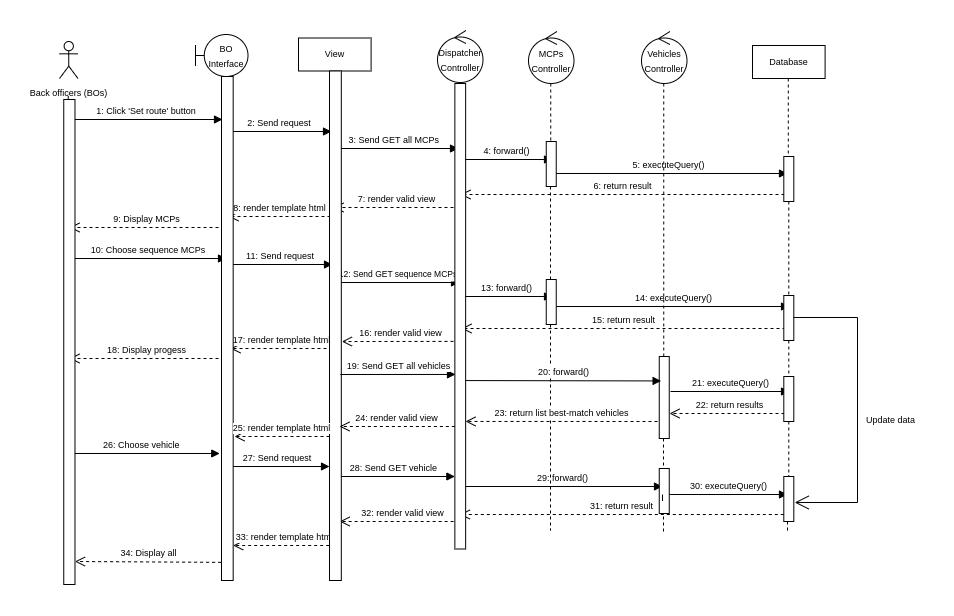 BO
Interface
View
Dispatcher
Controller
MCPs
Controller
Vehicles
Controller
Database
Back officers (BOs)
1: Click 'Set route' button
2: Send request
3: Send GET all MCPs
4: forward()
5: executeQuery()
6: return result
7: render valid view
8: render template html
9: Display MCPs
10: Choose sequence MCPs
11: Send request
.2: Send GET sequence MCPs
13: forward()
14: executeQuery()
15: return result
16: render valid view
17: render template htm
18: Display progess
19: Send GET all vehicles
20: forward()
21: executeQuery()
22: return results
23: return list best-match vehicles
24: render valid view
25: render template html
Update data
26: Choose vehicle
27: Send request
28: Send GET vehicle
29: forward()
30: executeQuery()
31: return result
32: render valid view
33: render template htm
34: Display all